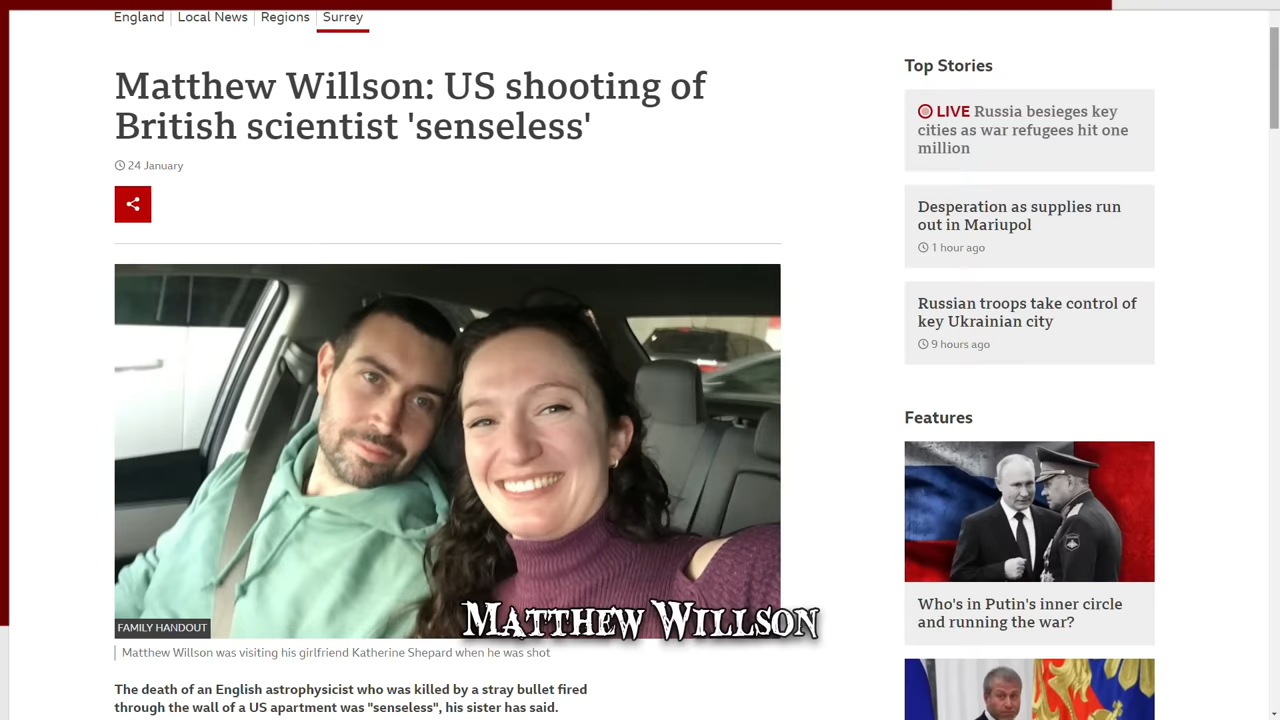 England
Local News
Regions
Surrey
Matthew Willson: US shooting of
British scientist 'senseless'
24 January
FAMILY HANDOUT
MATTHEW WILLSON
Matthew Willson was visiting his girlfriend Katherine Shepard when he was shot
The death of an English astrophysicist who was killed by a stray bullet fired
through the wall of a US apartment was "senseless", his sister has said.
Top Stories
LIVE Russia besieges key
cities as war refugees hit one
million
Desperation as supplies run
out in Mariupol
1 hour ago
Russian troops take control of
key Ukrainian city
9 hours ago
Features
Who's in Putin's inner circle
and running the war?